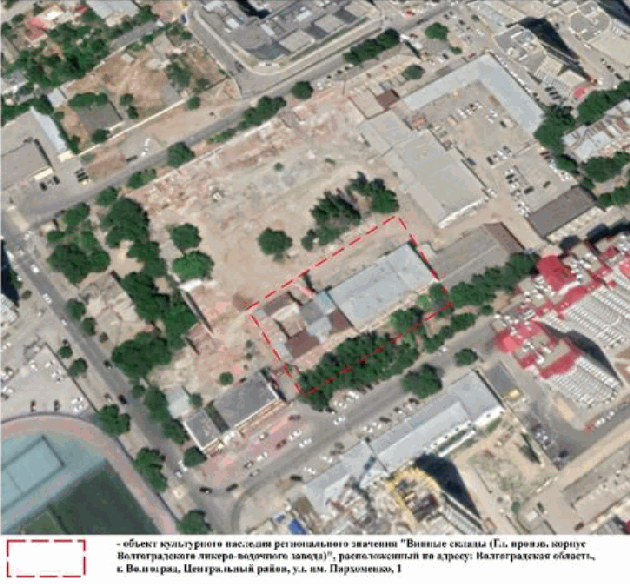 - объект культурного наследия регионального значения "Винные склады (Гл. произв. корпус
Волгоградского ликеро-водочного завода)", расположенный по адресу: Волгоградская область,
г. Волгоград, Центральный район, ул. им. Пархоменко, 1